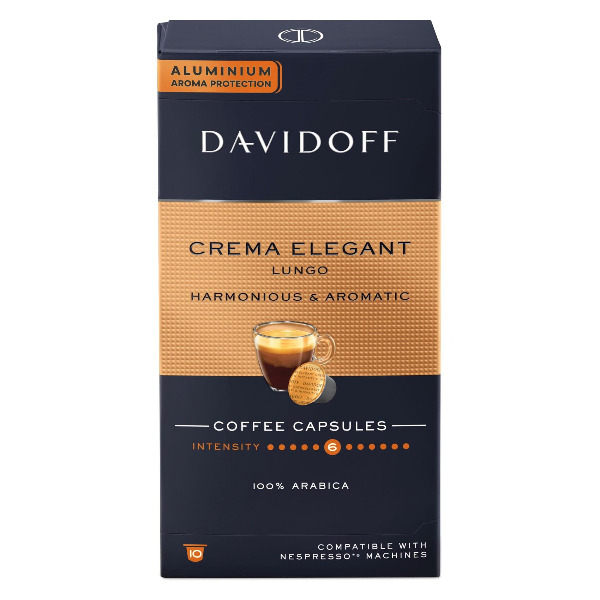 ALUMINIUM
AROMA PROTECTION
DAVIDOFF
CREMA ELEGANT
LUNGO
HARMONIOUS & AROMATIC
COFFEE CAPSULES
INTENSITY 6
100% ARABICA
10
COMPATIBLE WITH
NESPRESSO*® MACHINES